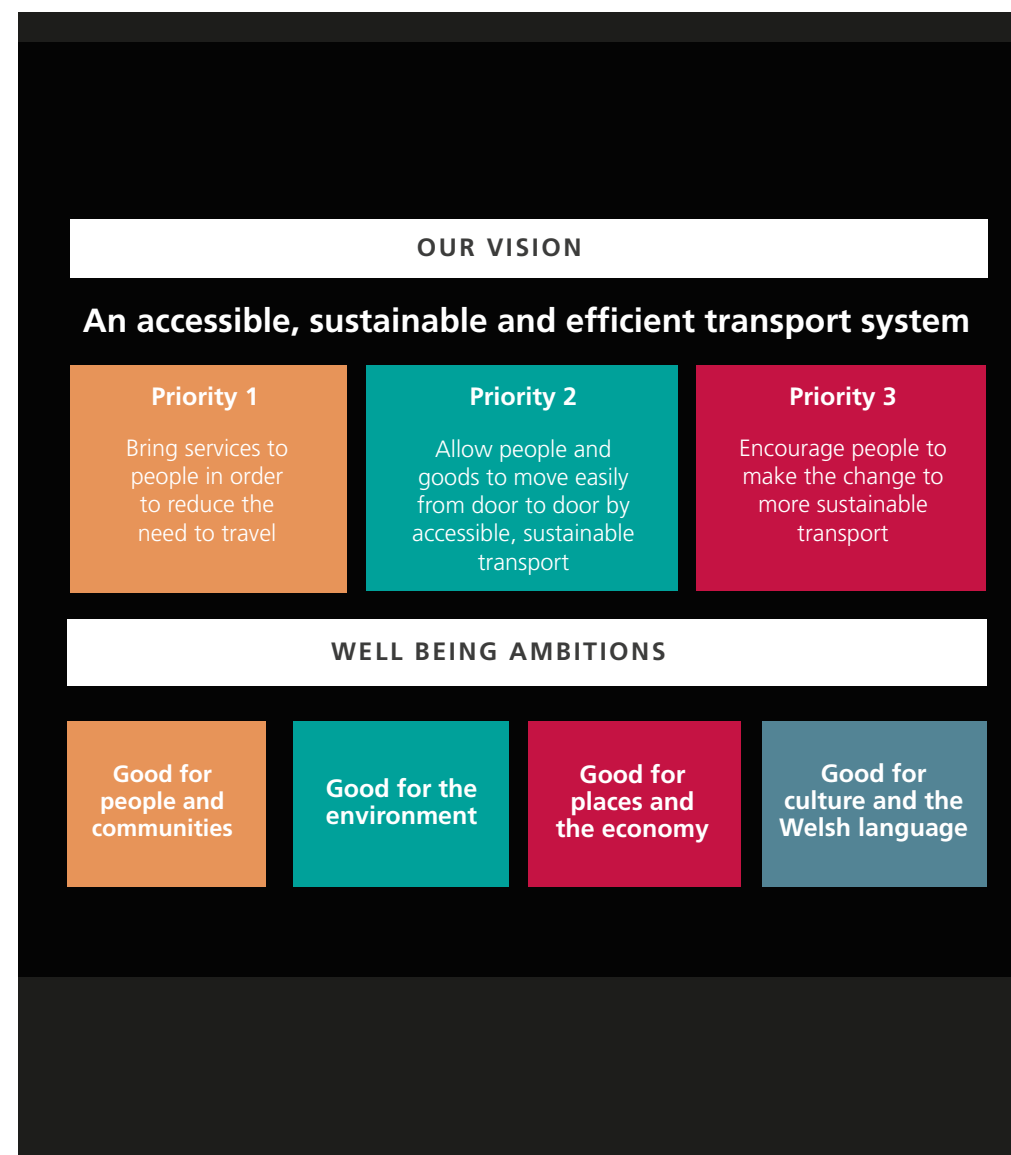 OUR VISION
An accessible, sustainable and efficient transport system
Priority 1
Bring services to
people in order
to reduce the
need to travel
Priority 2
Allow people and
goods to move easily
from door to door by
accessible, sustainable
transport
Priority 3
Encourage people to
make the change to
more sustainable
transport
WELL BEING AMBITIONS
Good for
people and
communities
Good for the
environment
Good for
places and
the economy
Good for
culture and the
Welsh language